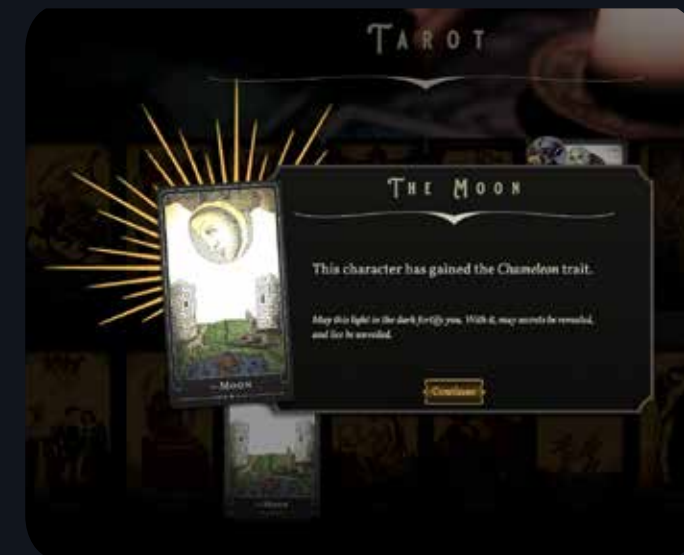 TAROT
THE MOON
This character has gained the Chameleon trait.
May this light in the dark fortify you. With it, may secrets be revealed,
and lies be unveiled.
Continue
THE MOON
MOON